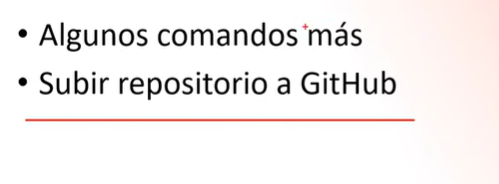 • Algunos comandos más
• Subir repositorio a GitHub